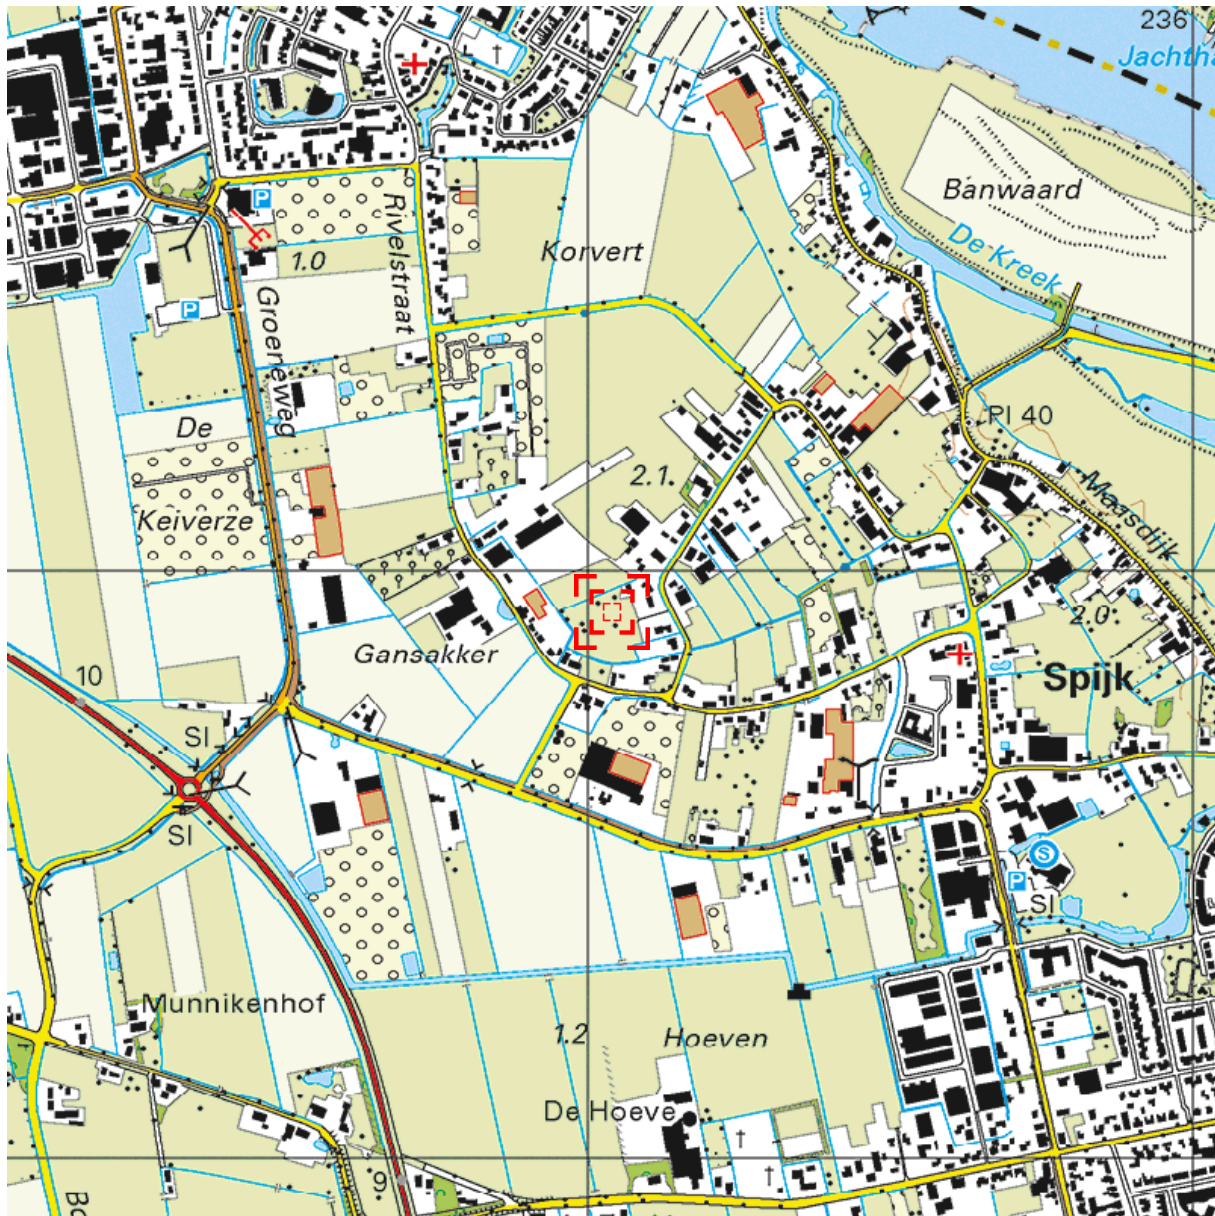 236
Jachth
Banwaard
De Kreek
Korvert
Rivelstraat
P
1.0
P
Groeneweg
De
Keiverze
Pl 40
2.1.
Maasdijk
2.0
Gansakker
Spijk
10
Sl
Sl
S
P
Sl
Munnikenhof
1.2
Hoeven
De Hoeve
9